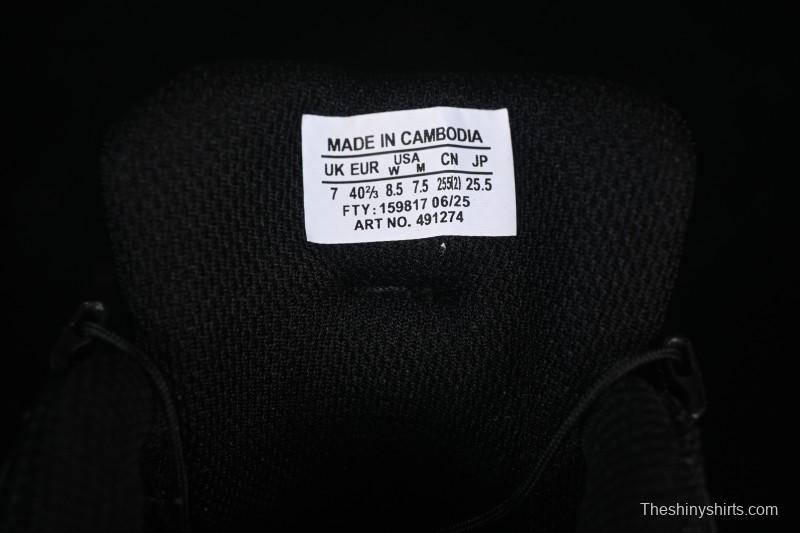 MADE IN CAMBODIA
UK EUR USA W M CN JP
7 40⅔ 8.5 7.5 255(2) 25.5
FTY: 159817 06/25
ART NO. 491274
TheshinyShirts.com